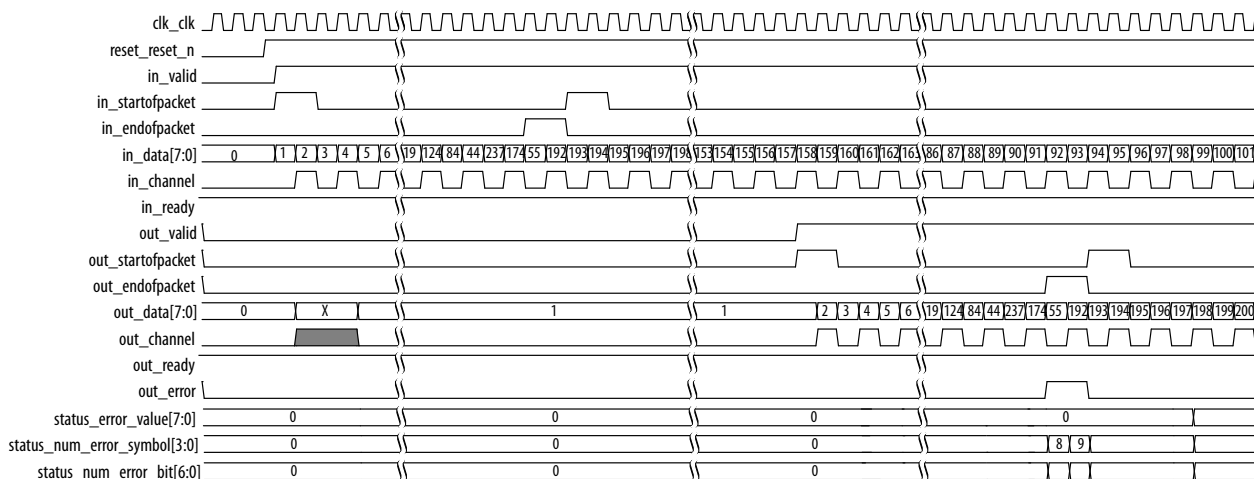 clk_clk
reset_reset_n
in_valid
in_startofpacket
in_endofpacket
in_data[7:0] 0 1 2 3 4 5 6 19 124 84 44 237 174 55 192 193 194 195 196 197 198 153 154 155 156 157 158 159 160 161 162 163 86 87 88 89 90 91 92 93 94 95 96 97 98 99 100 101
in_channel
in_ready
out_valid
out_startofpacket
out_endofpacket
out_data[7:0] 0 X 1 1 2 3 4 5 6 19 124 84 44 237 174 55 192 193 194 195 196 197 198 199 200
out_channel
out_ready
out_error
status_error_value[7:0] 0 0 0 0
status_num_error_symbol[3:0] 0 0 0 8 9
status_num_error_bit[6:0] 0 0 0